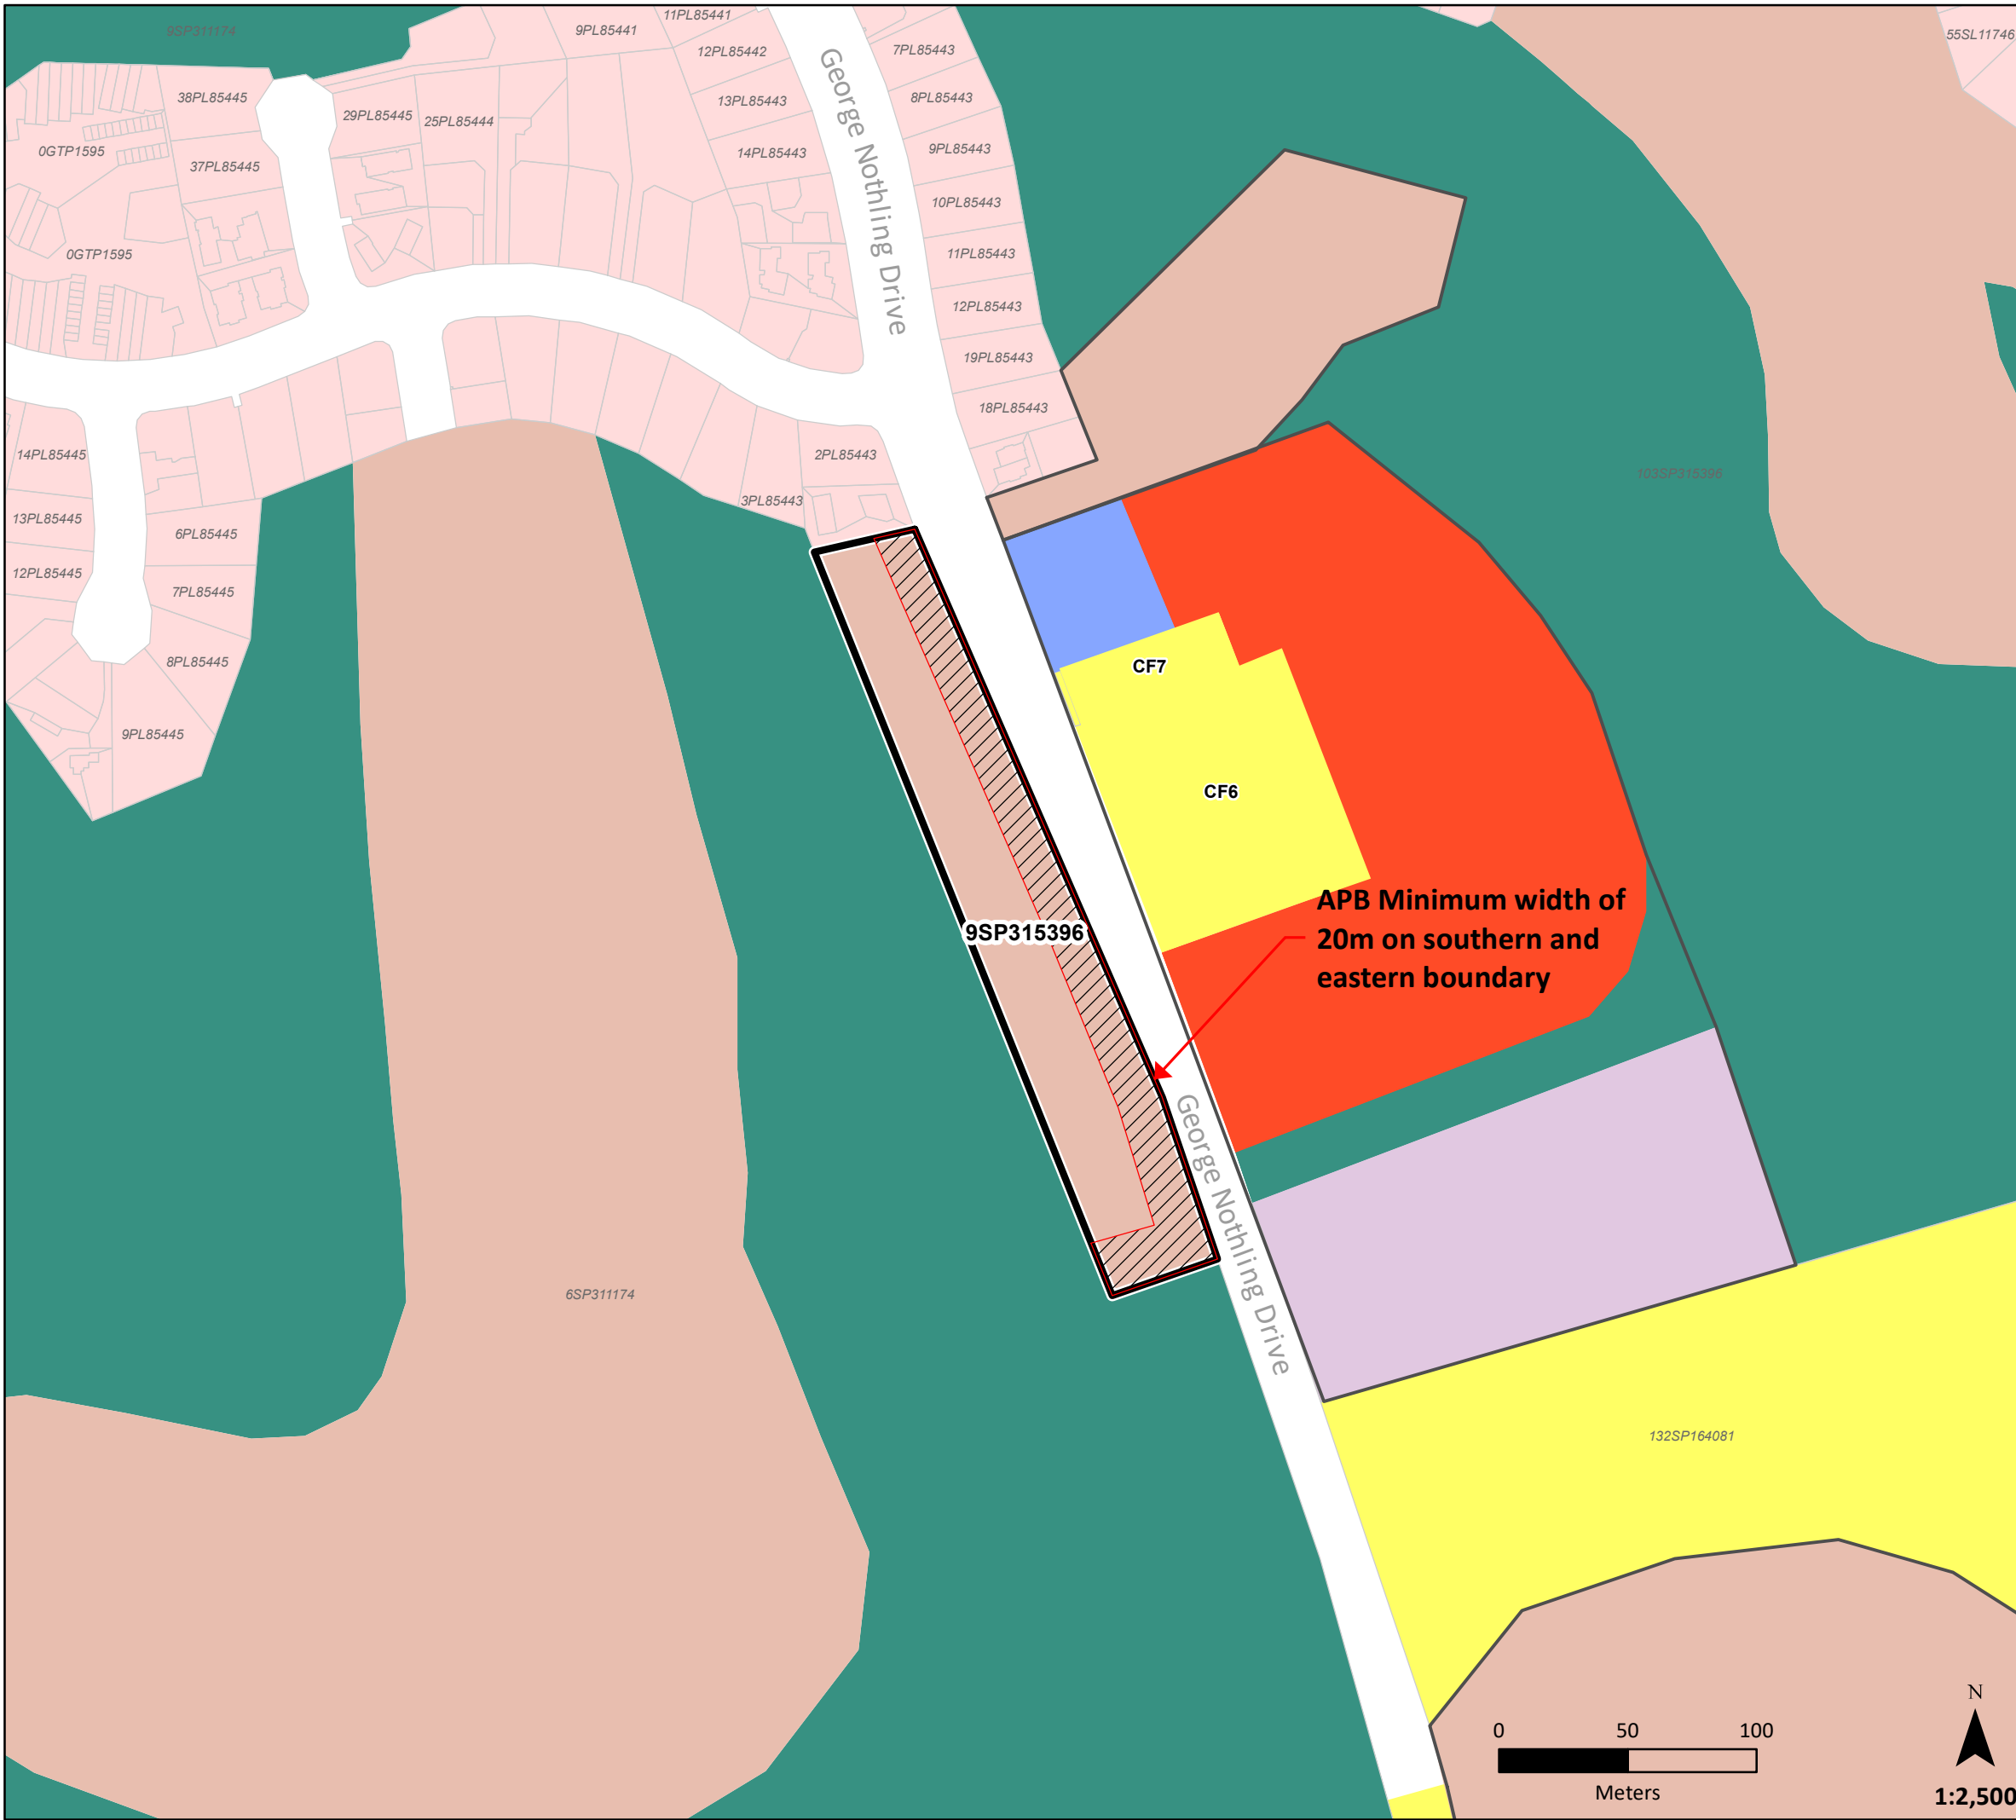 9SP311174
11PL85441
9PL85441
12PL85442
7PL85443
55SL11746
38PL85445
29PL85445
25PL85444
13PL85443
8PL85443
0GTP1595
37PL85445
14PL85443
9PL85443
George Nothling Drive
10PL85443
0GTP1595
11PL85443
12PL85443
19PL85443
18PL85443
14PL85445
2PL85443
103SP315396
3PL85443
13PL85445
6PL85445
12PL85445
7PL85445
8PL85445
CF7
9PL85445
CF6
APB Minimum width of
20m on southern and
eastern boundary
9SP315396
George Nothling Drive
6SP311174
132SP164081
N
0 50 100
Meters
1:2,500